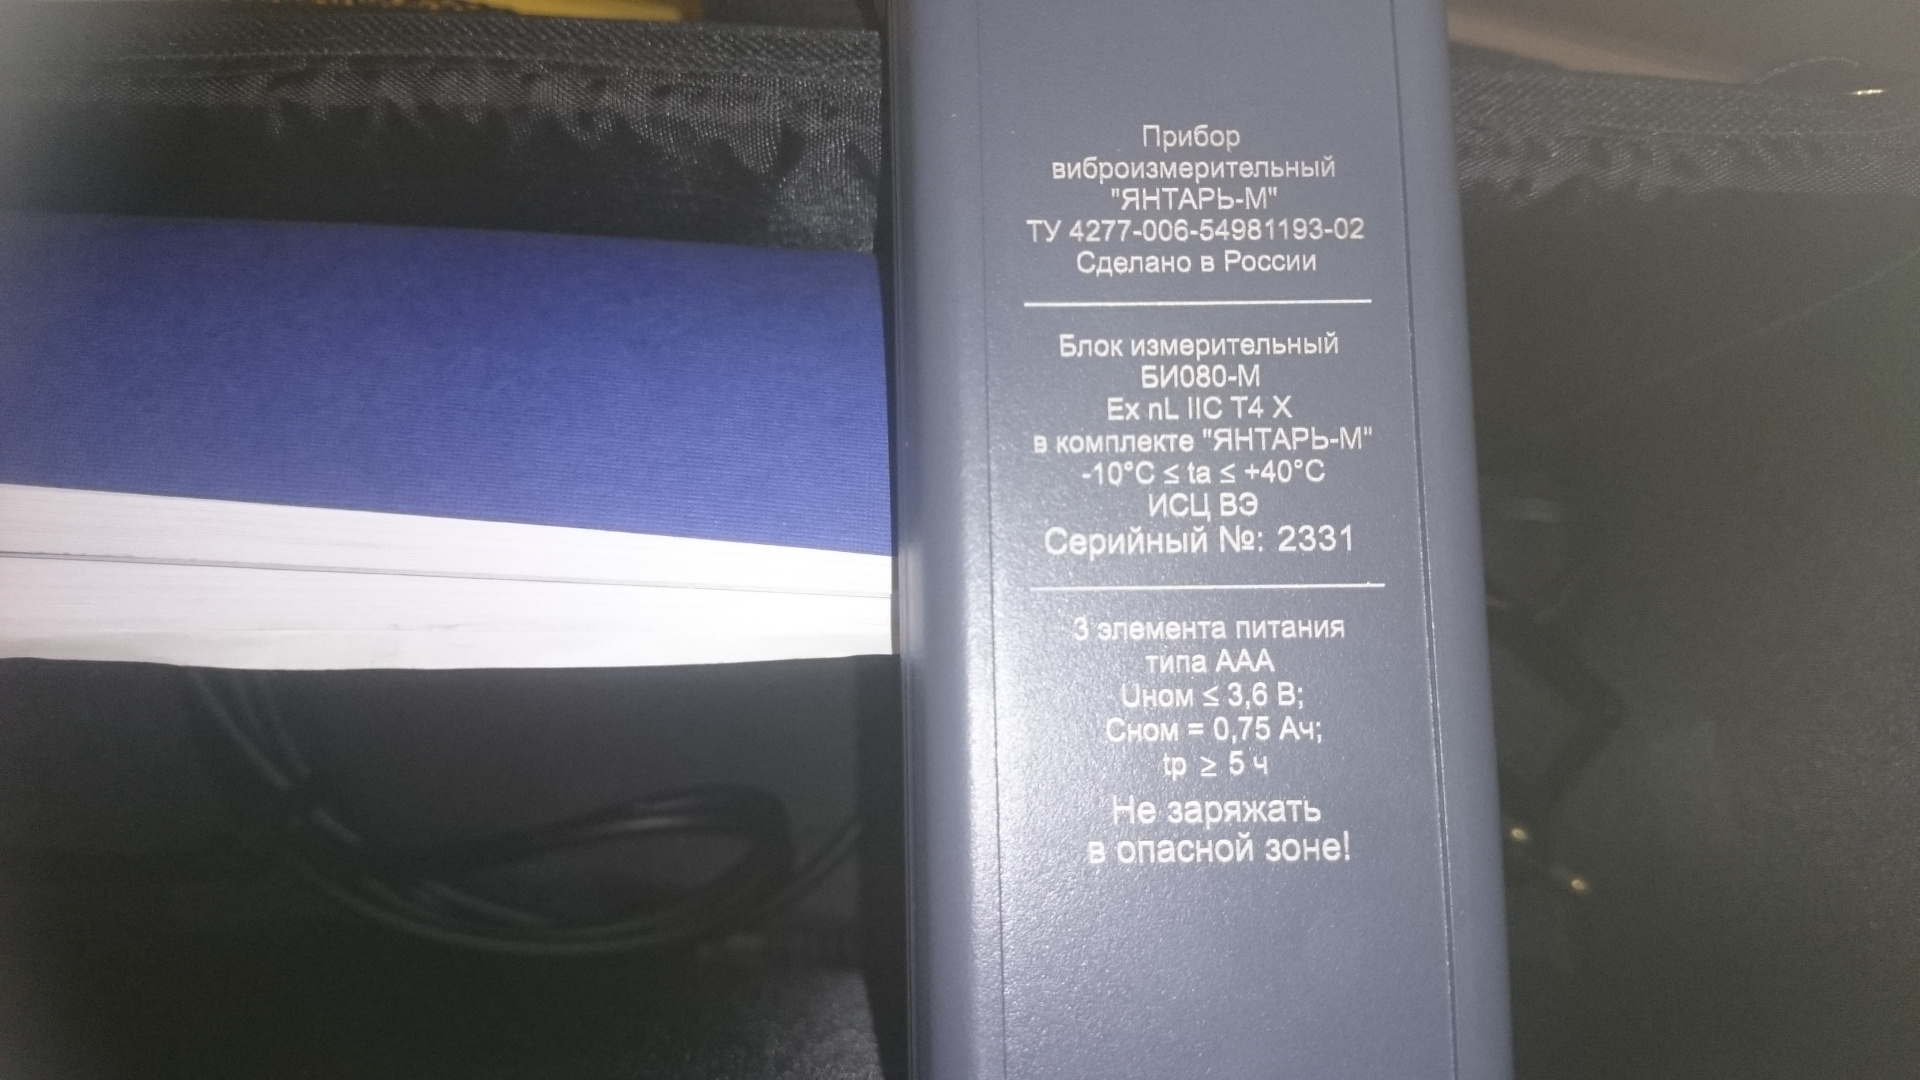 Прибор
виброизмерительный
"ЯНТАРЬ-М"
ТУ 4277-006-54981193-02
Сделано в России
Блок измерительный
БИ080-М
Ex nL IIC T4 X
в комплекте "ЯНТАРЬ-М"
-10°C ≤ ta ≤ +40°C
ИСЦ ВЭ
Серийный №: 2331
3 элемента питания
типа ААА
Uном ≤ 3,6 В;
Сном = 0,75 Ач;
tp ≥ 5 ч
Не заряжать
в опасной зоне!